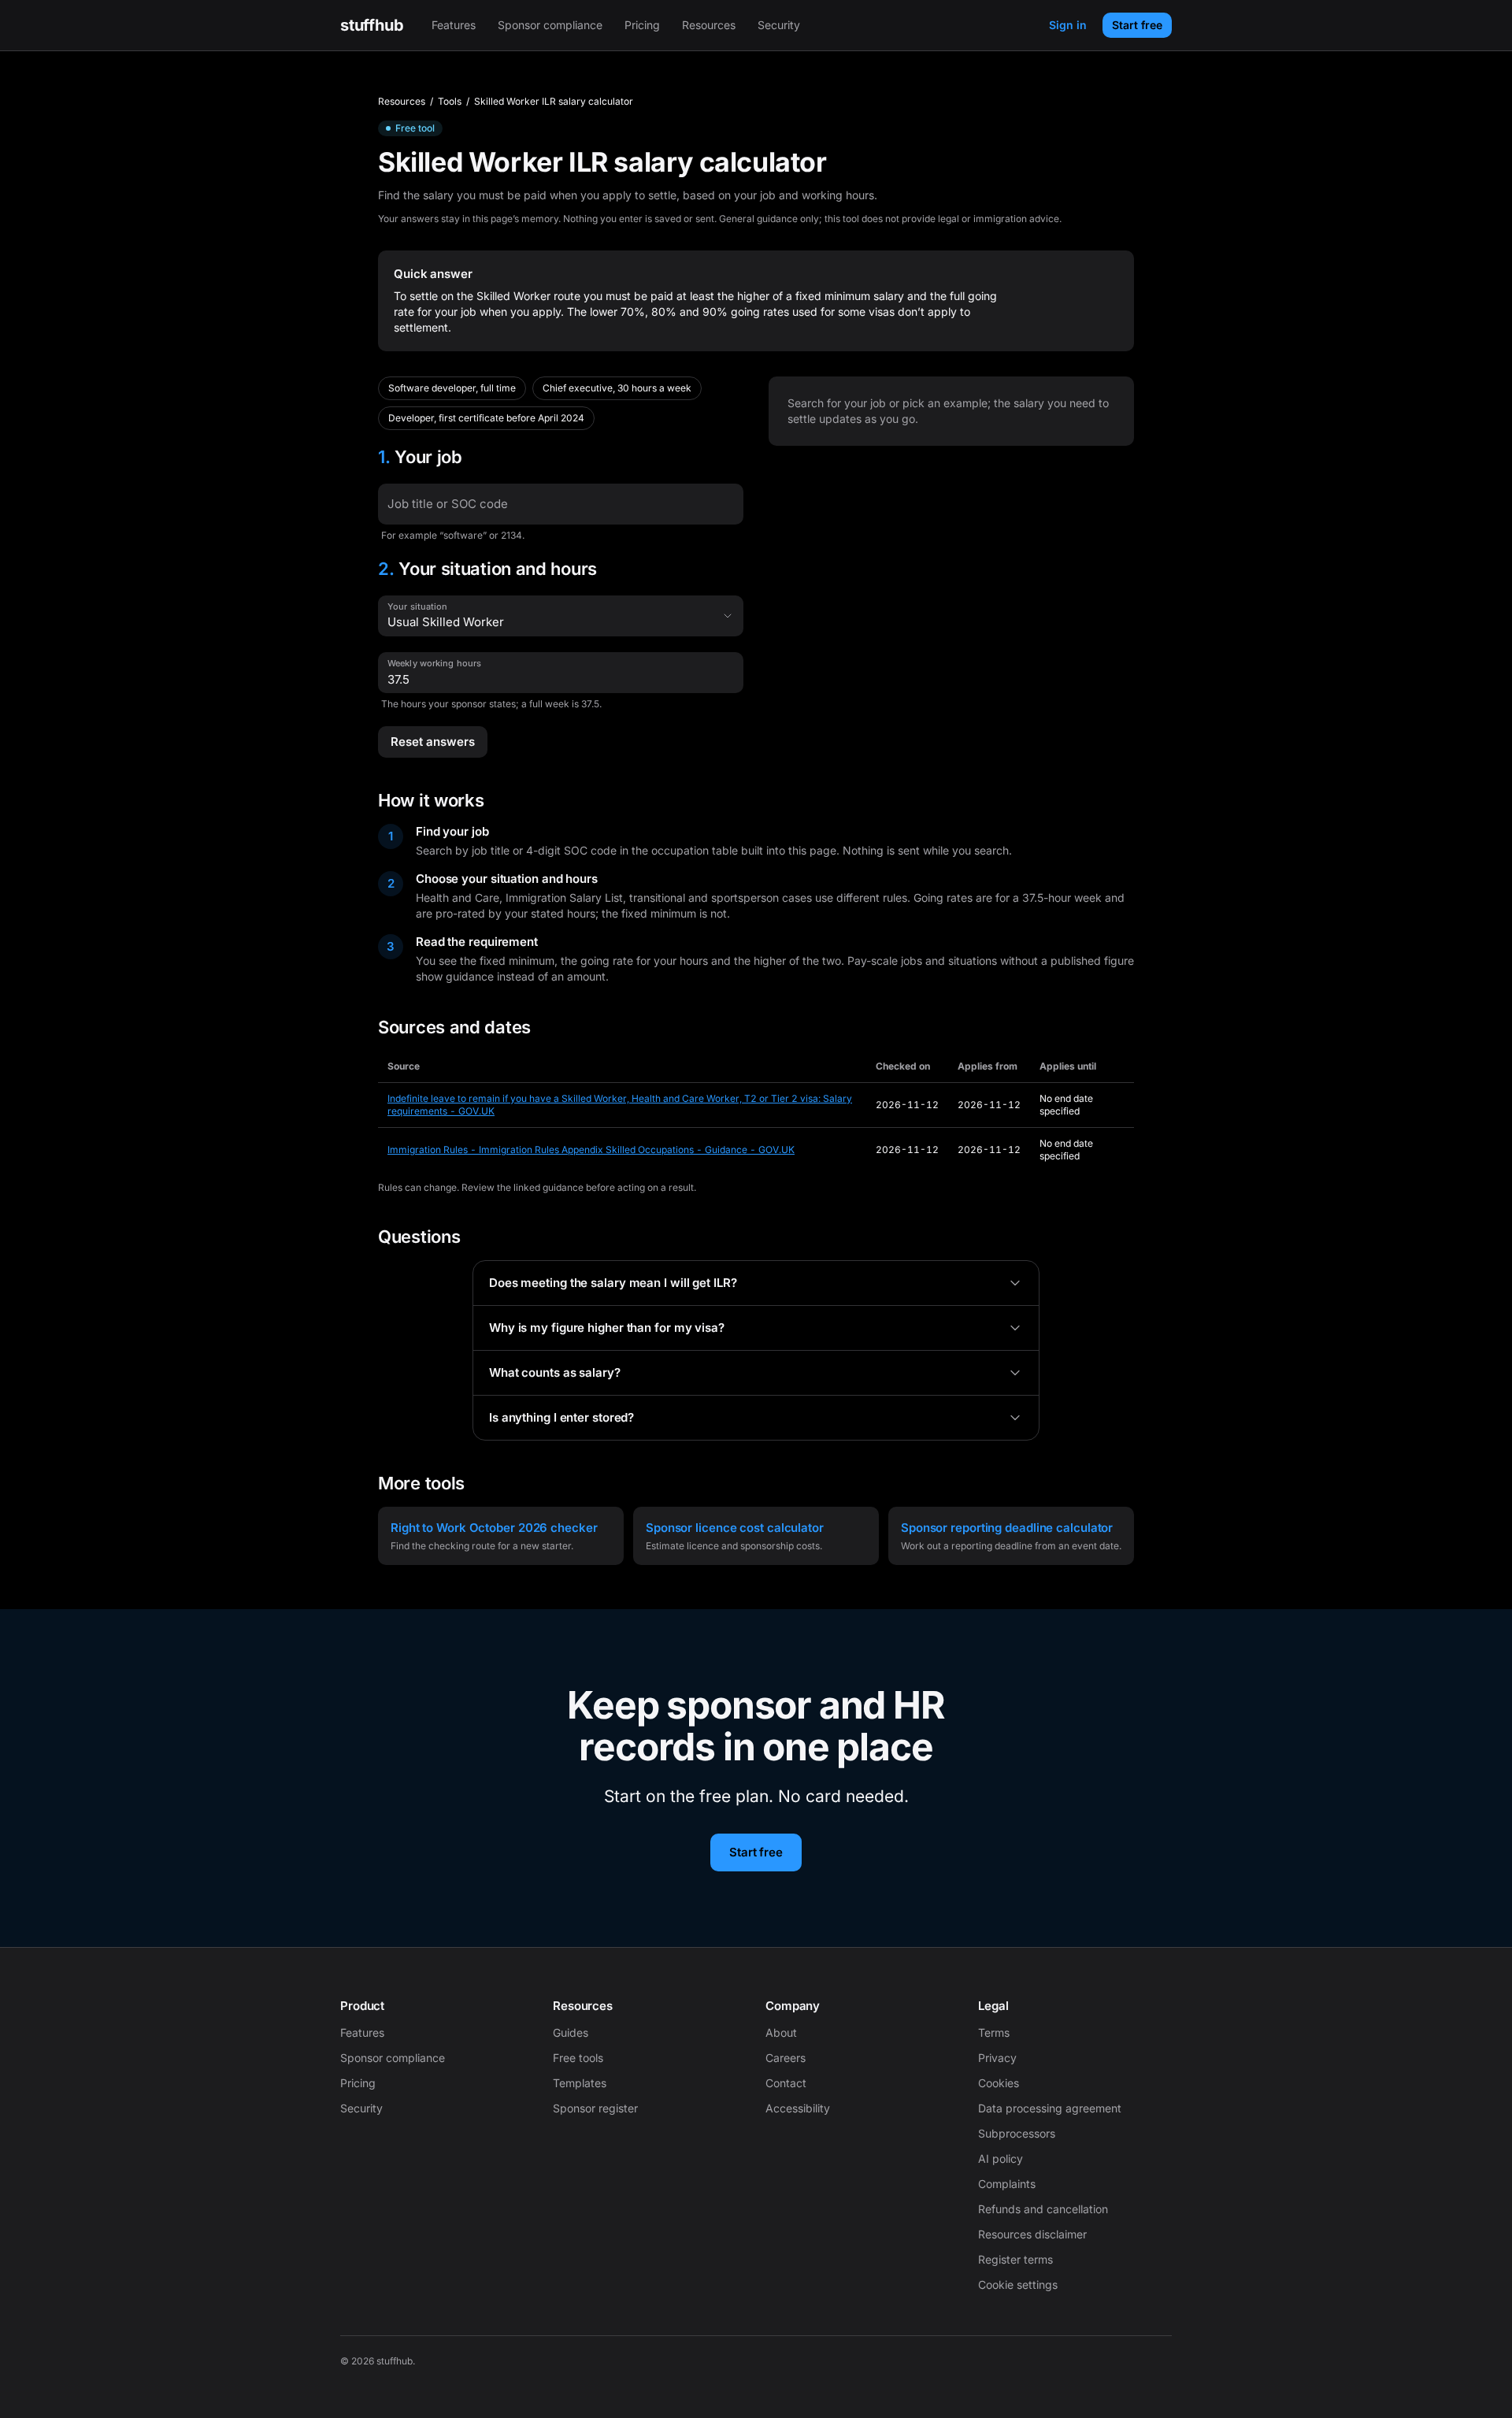 stuffhub
Features
Sponsor compliance
Pricing
Resources
Security
Sign in
Start free
Resources / Tools / Skilled Worker ILR salary calculator
Free tool
Skilled Worker ILR salary calculator
Find the salary you must be paid when you apply to settle, based on your job and working hours.
Your answers stay in this page’s memory. Nothing you enter is saved or sent. General guidance only; this tool does not provide legal or immigration advice.
Quick answer
To settle on the Skilled Worker route you must be paid at least the higher of a fixed minimum salary and the full going
rate for your job when you apply. The lower 70%, 80% and 90% going rates used for some visas don’t apply to
settlement.
Software developer, full time
Chief executive, 30 hours a week
Developer, first certificate before April 2024
Search for your job or pick an example; the salary you need to
settle updates as you go.
1. Your job
Job title or SOC code
For example “software” or 2134.
2. Your situation and hours
Your situation
Usual Skilled Worker
Weekly working hours
37.5
The hours your sponsor states; a full week is 37.5.
Reset answers
How it works
1
Find your job
Search by job title or 4-digit SOC code in the occupation table built into this page. Nothing is sent while you search.
2
Choose your situation and hours
Health and Care, Immigration Salary List, transitional and sportsperson cases use different rules. Going rates are for a 37.5-hour week and
are pro-rated by your stated hours; the fixed minimum is not.
3
Read the requirement
You see the fixed minimum, the going rate for your hours and the higher of the two. Pay-scale jobs and situations without a published figure
show guidance instead of an amount.
Sources and dates
Source
Checked on
Applies from
Applies until
Indefinite leave to remain if you have a Skilled Worker, Health and Care Worker, T2 or Tier 2 visa: Salary
requirements - GOV.UK
2026-11-12
2026-11-12
No end date
specified
Immigration Rules - Immigration Rules Appendix Skilled Occupations - Guidance - GOV.UK
2026-11-12
2026-11-12
No end date
specified
Rules can change. Review the linked guidance before acting on a result.
Questions
Does meeting the salary mean I will get ILR?
Why is my figure higher than for my visa?
What counts as salary?
Is anything I enter stored?
More tools
Right to Work October 2026 checker
Find the checking route for a new starter.
Sponsor licence cost calculator
Estimate licence and sponsorship costs.
Sponsor reporting deadline calculator
Work out a reporting deadline from an event date.
Keep sponsor and HR
records in one place
Start on the free plan. No card needed.
Start free
Product
Features
Sponsor compliance
Pricing
Security
Resources
Guides
Free tools
Templates
Sponsor register
Company
About
Careers
Contact
Accessibility
Legal
Terms
Privacy
Cookies
Data processing agreement
Subprocessors
AI policy
Complaints
Refunds and cancellation
Resources disclaimer
Register terms
Cookie settings
© 2026 stuffhub.